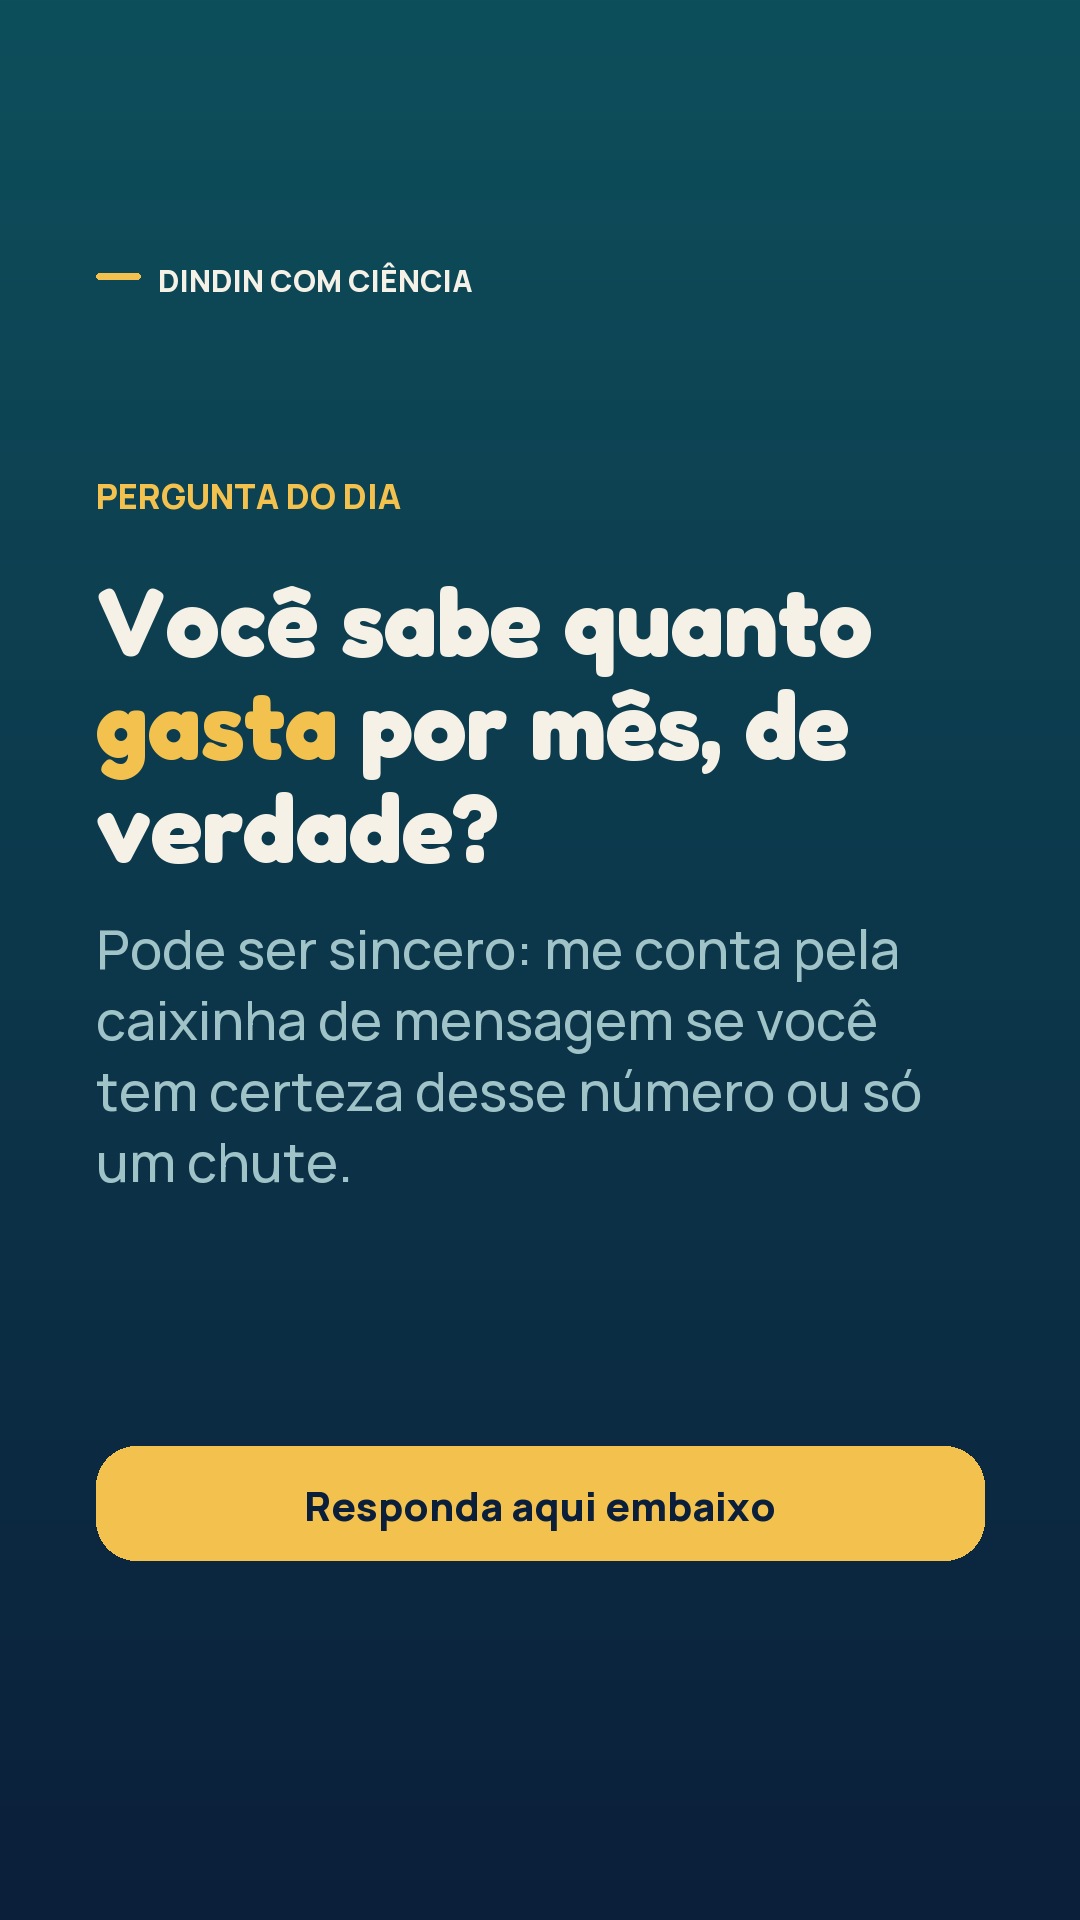 DINDIN COM CIÊNCIA
PERGUNTA DO DIA
Você sabe quanto
gasta por mês, de
verdade?
Pode ser sincero: me conta pela
caixinha de mensagem se você
tem certeza desse número ou só
um chute.
Responda aqui embaixo